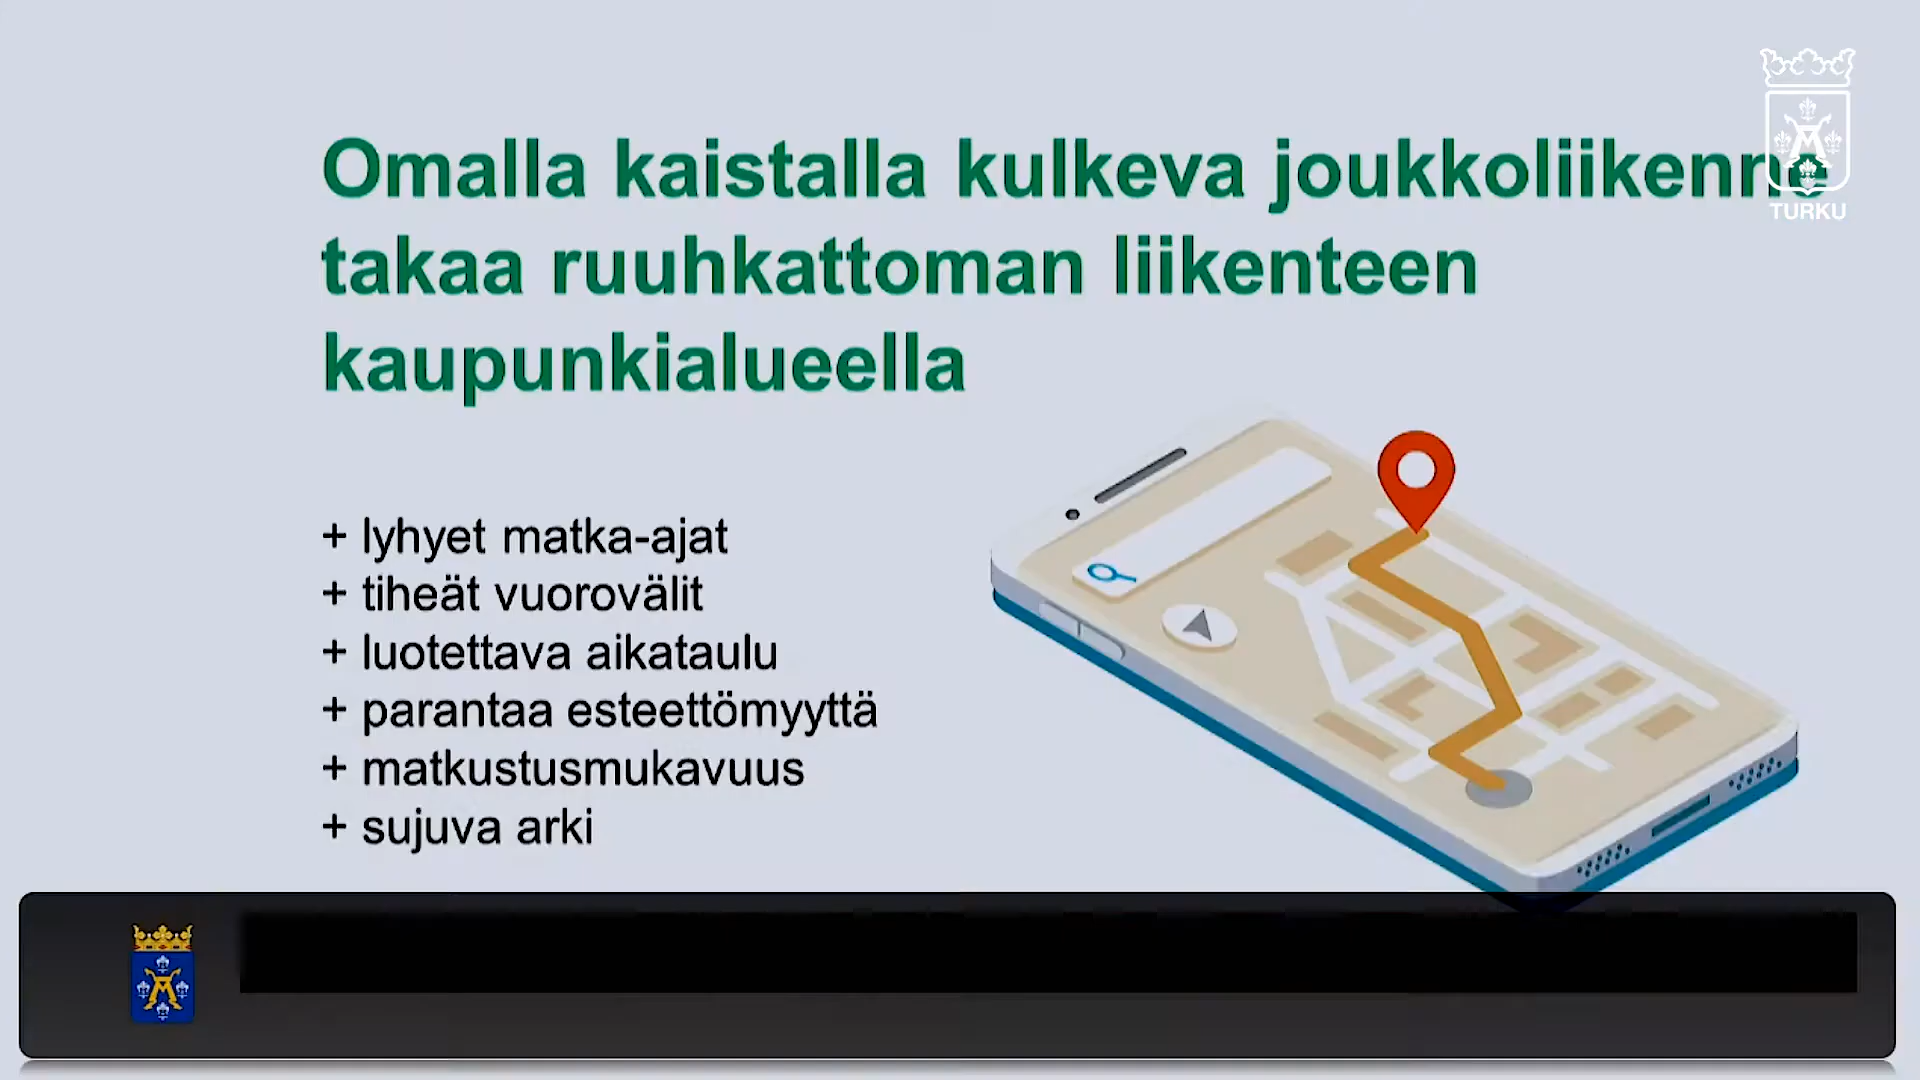 Omalla kaistalla kulkeva joukkoliikenne
takaa ruuhkattoman liikenteen
kaupunkialueella
TURKU
+ lyhyet matka-ajat
+ tiheät vuorovälit
+ luotettava aikataulu
+ parantaa esteettömyyttä
+ matkustusmukavuus
+ sujuva arki